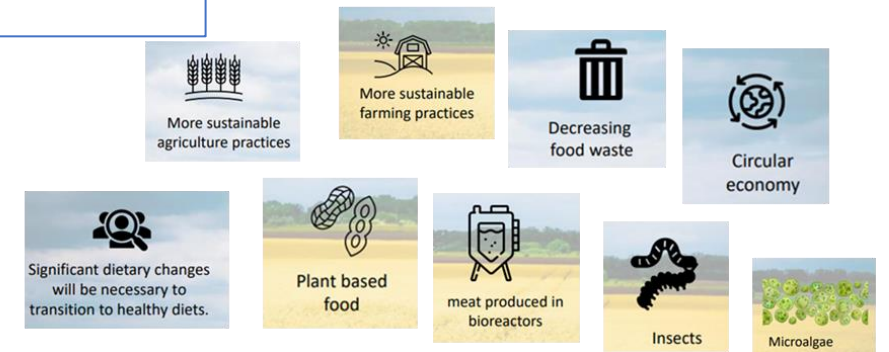 More sustainable
agriculture practices
More sustainable
farming practices
Decreasing
food waste
Circular
economy
Significant dietary changes
will be necessary to
transition to healthy diets.
Plant based
food
meat produced in
bioreactors
Insects
Microalgae